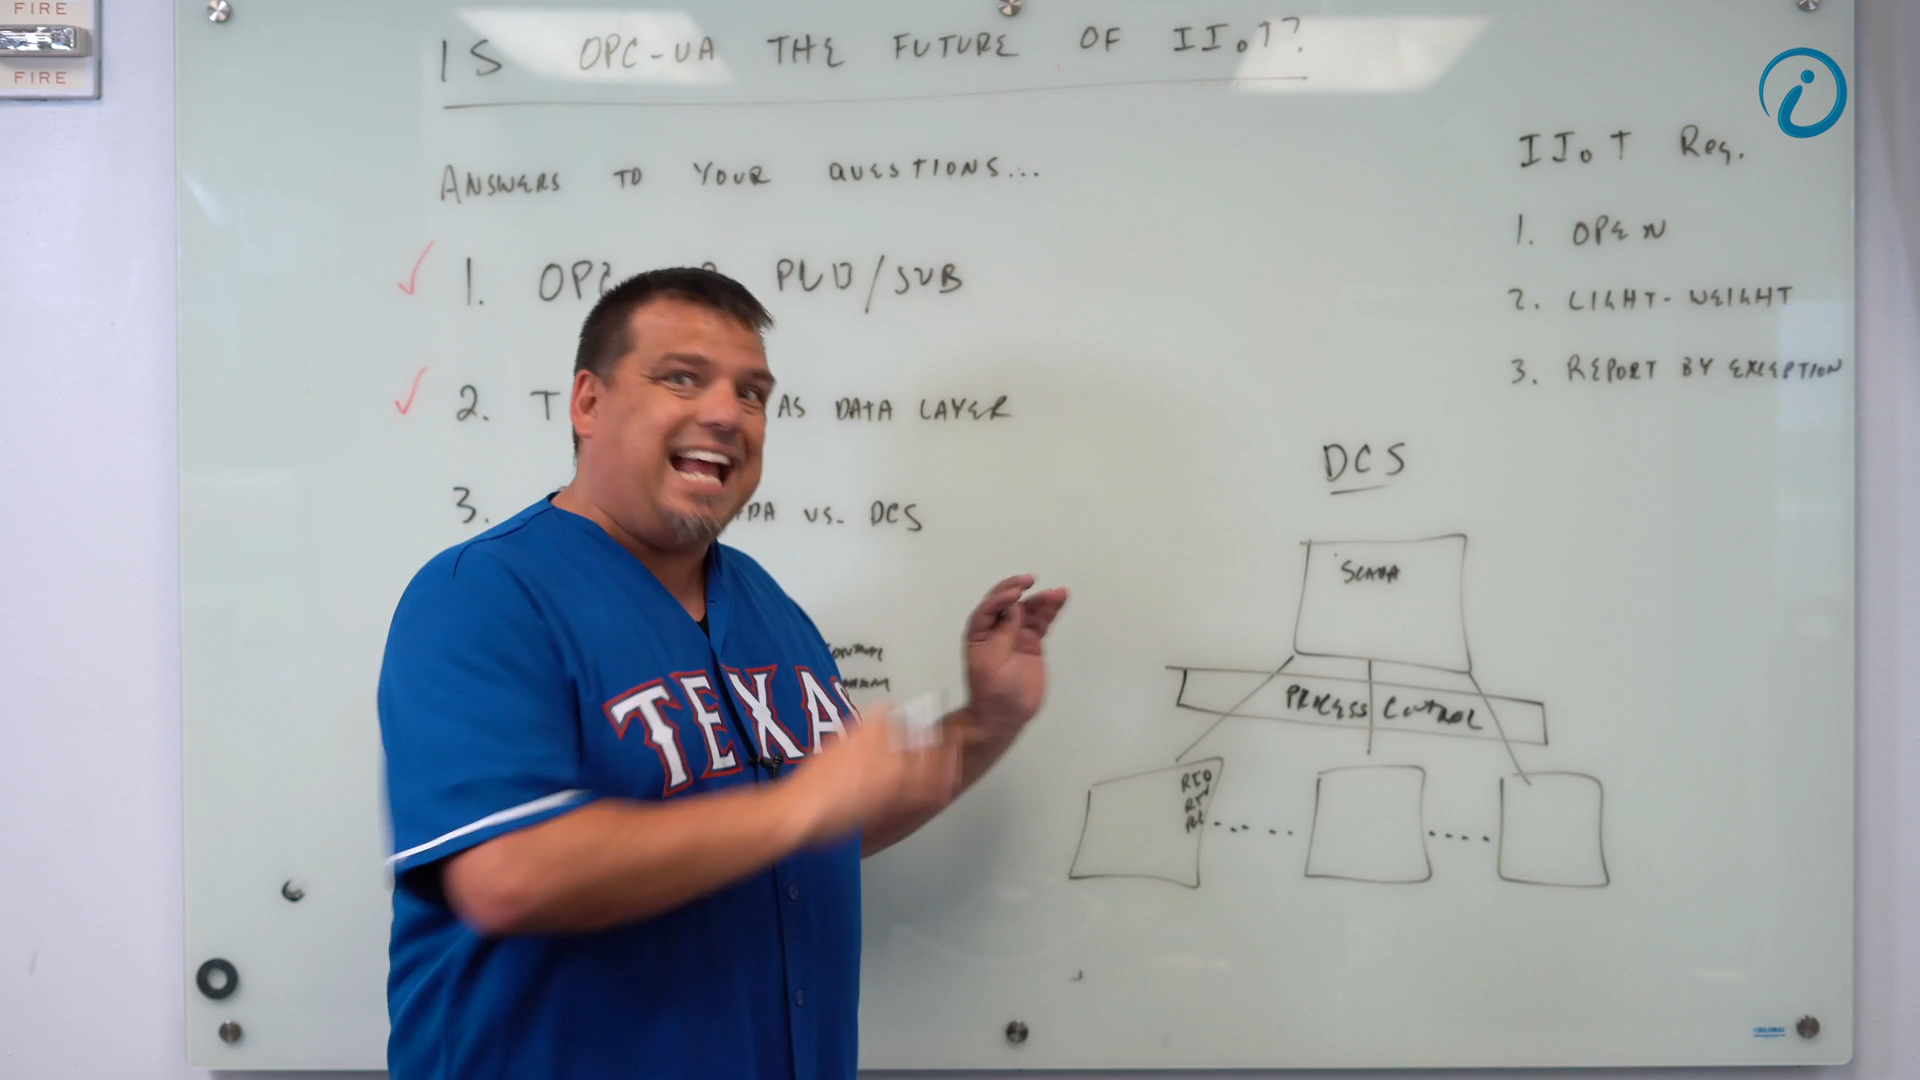 FIRE
FIRE
IS OPC-UA THE FUTURE OF IIoT?
ANSWERS TO YOUR QUESTIONS...
1. OPC PUB/SUB
2. T AS DATA LAYER
3. VS. DCS
TEXAS
IIoT Req.
1. OPEN
2. LIGHT-WEIGHT
3. REPORT BY EXCEPTION
DCS
SCADA
PROCESS CONTROL
RIO